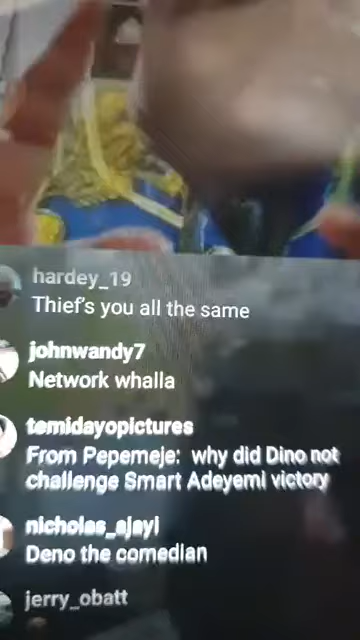 hardey_19
Thief's you all the same
johnwandy7
Network whalla
temidayopictures
From Pepemeje: why did Dino not
challenge Smart Adeyemi victory
nicholas_ajayi
Deno the comedian
jerry_obatt